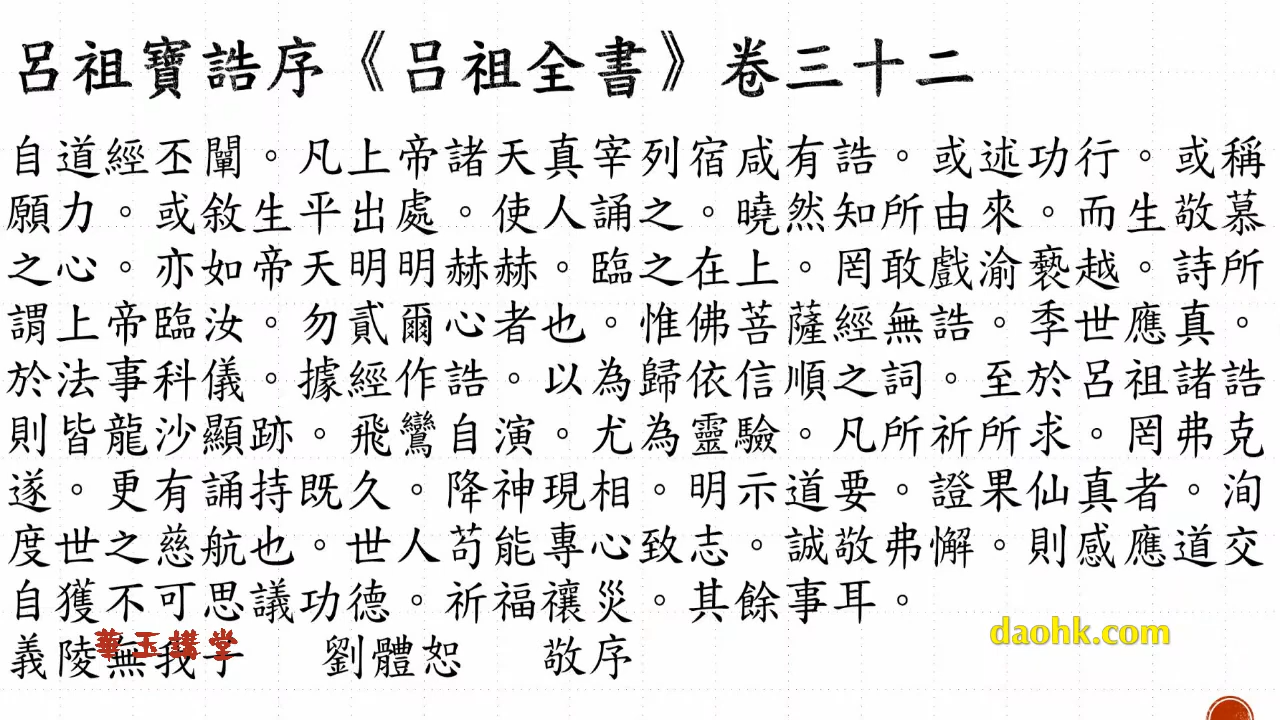 呂祖寶誥序《呂祖全書》卷三十二
自道經丕闡。凡上帝諸天真宰列宿咸有誥。或述功行。或稱
願力。或敘生平出處。使人誦之。曉然知所由來。而生敬慕
之心。亦如帝天明明赫赫。臨之在上。罔敢戲渝褻越。詩所
謂上帝臨汝。勿貳爾心者也。惟佛菩薩經無誥。季世應真。
於法事科儀。據經作誥。以為歸依信順之詞。至於呂祖諸誥
則皆龍沙顯跡。飛鸞自演。尤為靈驗。凡所祈所求。罔弗克
遂。更有誦持既久。降神現相。明示道要。證果仙真者。洵
度世之慈航也。世人苟能專心致志。誠敬弗懈。則感應道交
自獲不可思議功德。祈福禳災。其餘事耳。
義陵無我子 劉體恕 敬序
華玉講堂
daohk.com